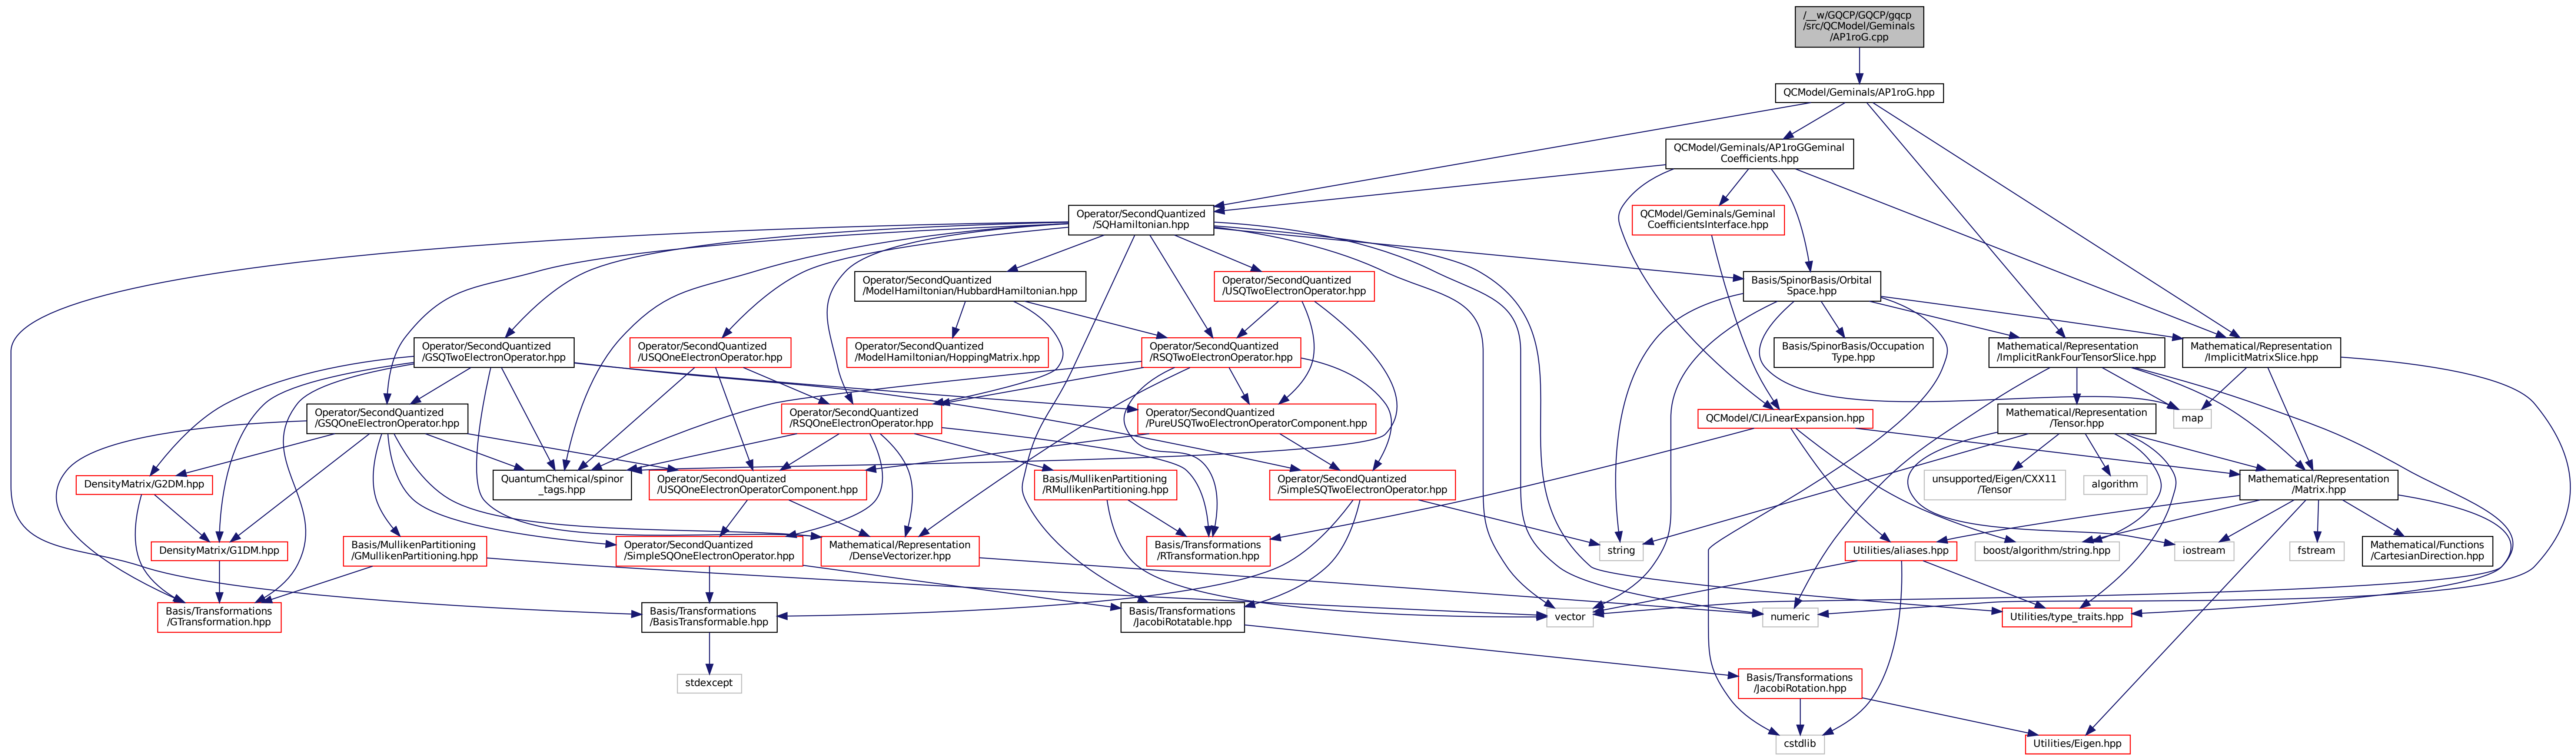 /__w/GQCP/GQCP/gqcp
/src/QCModel/Geminals
/AP1roG.cpp
QCModel/Geminals/AP1roG.hpp
QCModel/Geminals/AP1roGGeminal
Coefficients.hpp
Operator/SecondQuantized
/SQHamiltonian.hpp
QCModel/Geminals/Geminal
CoefficientsInterface.hpp
Operator/SecondQuantized
/ModelHamiltonian/HubbardHamiltonian.hpp
Operator/SecondQuantized
/USQTwoElectronOperator.hpp
Basis/SpinorBasis/Orbital
Space.hpp
Operator/SecondQuantized
/GSQTwoElectronOperator.hpp
Operator/SecondQuantized
/USQOneElectronOperator.hpp
Operator/SecondQuantized
/ModelHamiltonian/HoppingMatrix.hpp
Operator/SecondQuantized
/RSQTwoElectronOperator.hpp
Basis/SpinorBasis/Occupation
Type.hpp
Mathematical/Representation
/ImplicitRankFourTensorSlice.hpp
Mathematical/Representation
/ImplicitMatrixSlice.hpp
Operator/SecondQuantized
/GSQOneElectronOperator.hpp
Operator/SecondQuantized
/RSQOneElectronOperator.hpp
Operator/SecondQuantized
/PureUSQTwoElectronOperatorComponent.hpp
QCModel/CI/LinearExpansion.hpp
Mathematical/Representation
/Tensor.hpp
map
DensityMatrix/G2DM.hpp
QuantumChemical/spinor
_tags.hpp
Operator/SecondQuantized
/USQOneElectronOperatorComponent.hpp
Basis/MullikenPartitioning
/RMullikenPartitioning.hpp
Operator/SecondQuantized
/SimpleSQTwoElectronOperator.hpp
unsupported/Eigen/CXX11
/Tensor
algorithm
Mathematical/Representation
/Matrix.hpp
DensityMatrix/G1DM.hpp
Basis/MullikenPartitioning
/GMullikenPartitioning.hpp
Operator/SecondQuantized
/SimpleSQOneElectronOperator.hpp
Mathematical/Representation
/DenseVectorizer.hpp
Basis/Transformations
/RTransformation.hpp
string
Utilities/aliases.hpp
boost/algorithm/string.hpp
iostream
fstream
Mathematical/Functions
/CartesianDirection.hpp
Basis/Transformations
/GTransformation.hpp
Basis/Transformations
/BasisTransformable.hpp
Basis/Transformations
/JacobiRotatable.hpp
vector
numeric
Utilities/type_traits.hpp
stdexcept
Basis/Transformations
/JacobiRotation.hpp
cstdlib
Utilities/Eigen.hpp